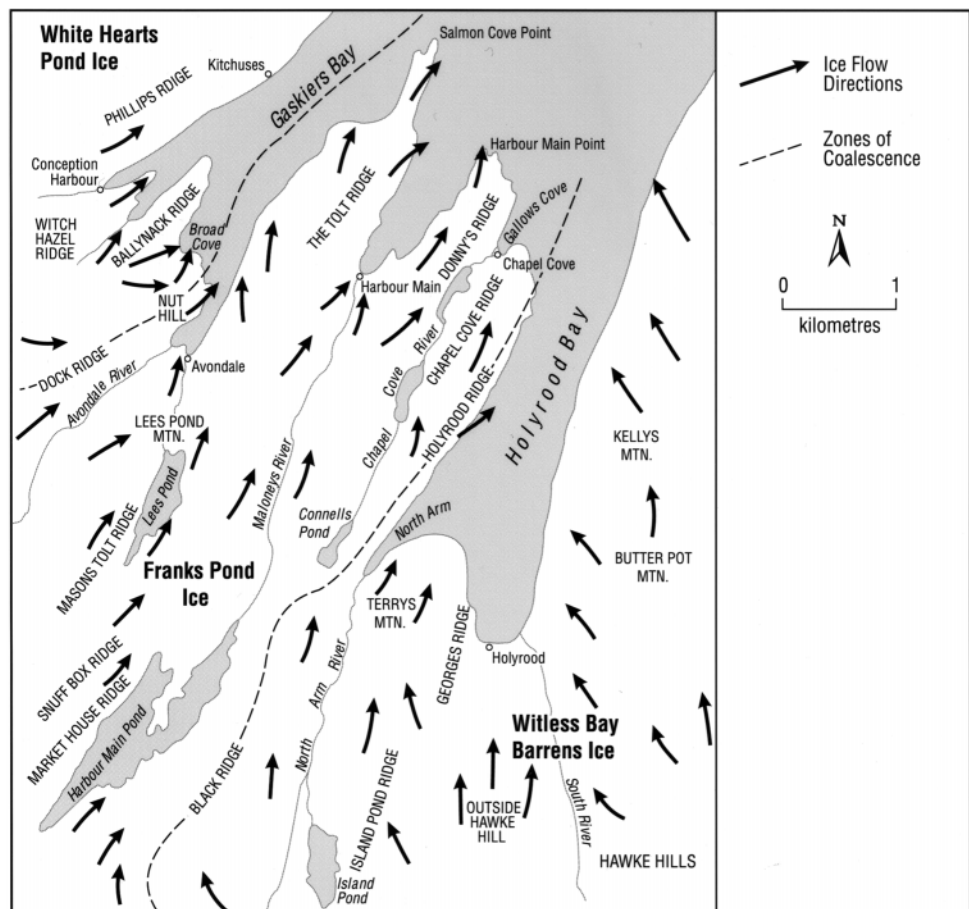 White Hearts
Pond Ice
Kitchuses
PHILLIPS RDIGE
Gaskiers Bay
Salmon Cove Point
Conception
Harbour
WITCH
HAZEL
RIDGE
BALLYNACK RIDGE
Broad
Cove
THE TOLT RIDGE
Harbour Main Point
DONNY'S RIDGE
Gallows Cove
Chapel Cove
NUT
HILL
Harbour Main
DOCK RIDGE
Avondale River
Avondale
Chapel Cove River
CHAPEL COVE RIDGE
HOLYROOD RIDGE
Holyrood Bay
LEES POND
MTN.
KELLYS
MTN.
Lees Pond
Maloneys River
MASONS TOLT RIDGE
Connells
Pond
North Arm
BUTTER POT
MTN.
Franks Pond
Ice
TERRYS
MTN.
GEORGES RIDGE
Holyrood
SNUFF BOX RIDGE
MARKET HOUSE RIDGE
Harbour Main Pond
North Arm River
BLACK RIDGE
Witless Bay
Barrens Ice
ISLAND POND RIDGE
OUTSIDE
HAWKE
HILL
South River
Island
Pond
HAWKE HILLS
Ice Flow
Directions
Zones of
Coalescence
N
0 1
kilometres